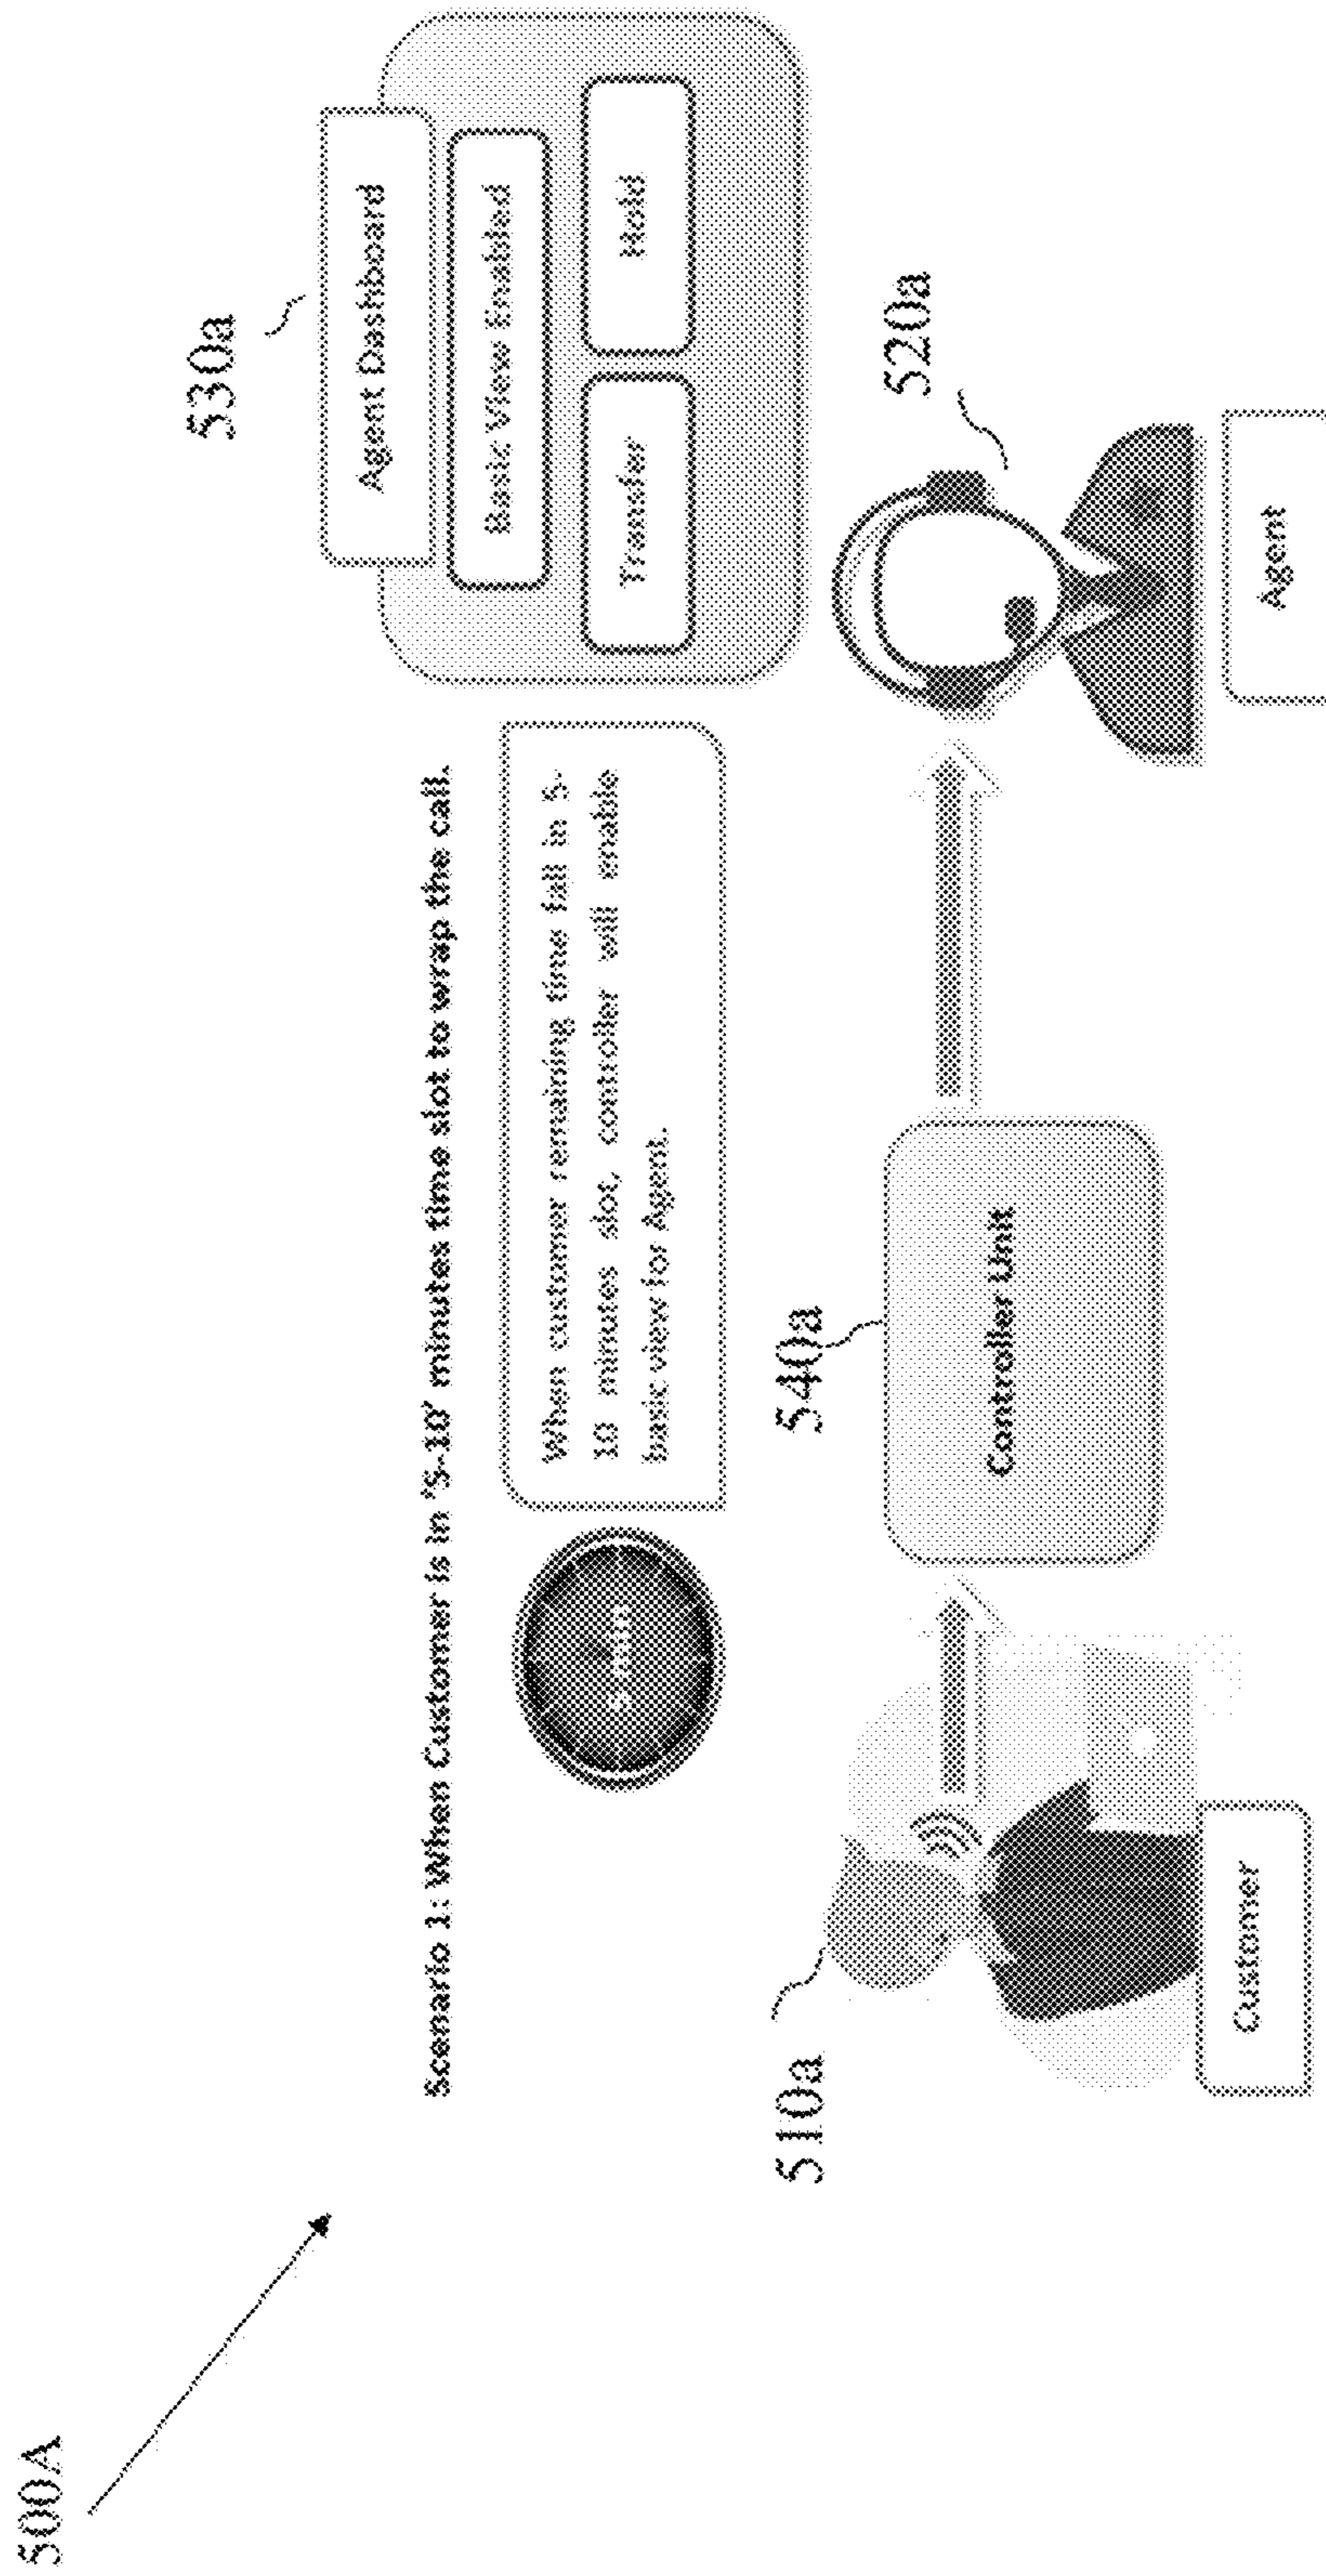 500A
530a
Scenario 1: When Customer is in '5-10' minutes time slot to wrap the call.
Agent Dashboard
Basic View Enabled
Transfer
Hold
When customer remaining time fall in 5-
10 minutes slot, controller will enable
basic view for Agent.
510a
540a
520a
Controller Unit
Customer
Agent